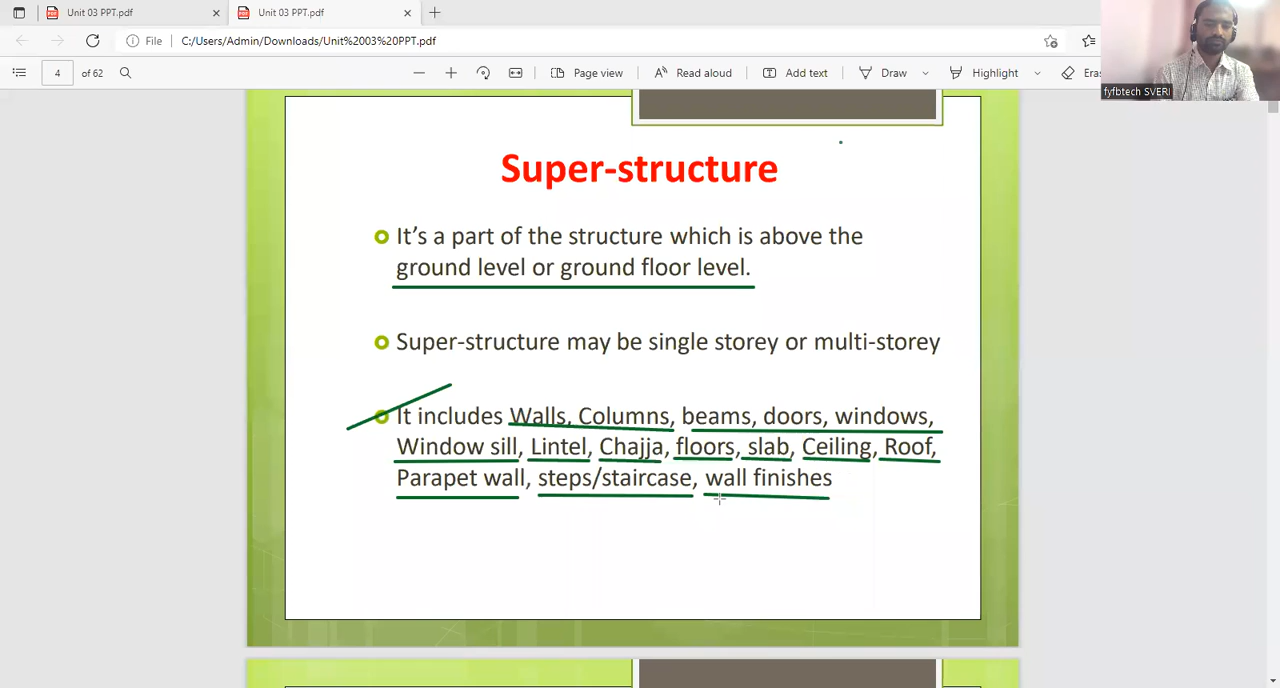 Unit 03 PPT.pdf
Unit 03 PPT.pdf
File C:/Users/Admin/Downloads/Unit%2003%20PPT.pdf
4 of 62
Page view
Read aloud
Add text
Draw
Highlight
Eras
fyfbtech SVERI
Super-structure
It’s a part of the structure which is above the
ground level or ground floor level.
Super-structure may be single storey or multi-storey
It includes Walls, Columns, beams, doors, windows,
Window sill, Lintel, Chajja, floors, slab, Ceiling, Roof,
Parapet wall, steps/staircase, wall finishes